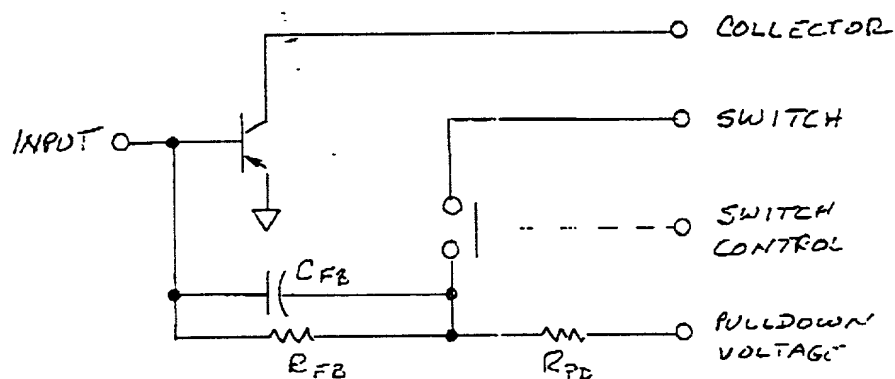 COLLECTOR
SWITCH
INPUT
SWITCH
CONTROL
CFB
PULLDOWN
VOLTAGE
RFB
RPD